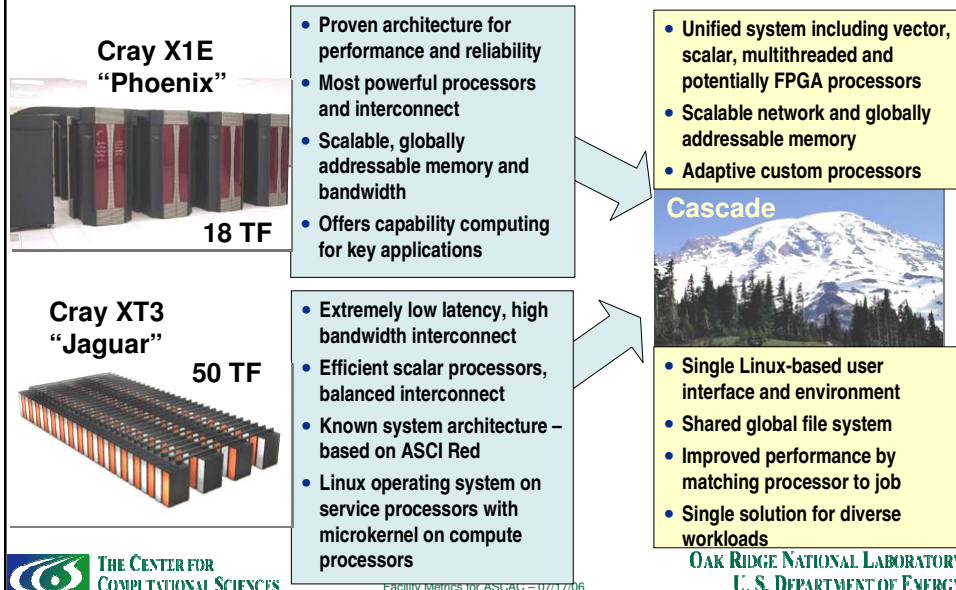 Cray X1E
“Phoenix”
18 TF
• Proven architecture for
performance and reliability
• Most powerful processors
and interconnect
• Scalable, globally
addressable memory and
bandwidth
• Offers capability computing
for key applications
• Unified system including vector,
scalar, multithreaded and
potentially FPGA processors
• Scalable network and globally
addressable memory
• Adaptive custom processors
Cascade
Cray XT3
“Jaguar”
50 TF
• Extremely low latency, high
bandwidth interconnect
• Efficient scalar processors,
balanced interconnect
• Known system architecture –
based on ASCI Red
• Linux operating system on
service processors with
microkernel on compute
processors
• Single Linux-based user
interface and environment
• Shared global file system
• Improved performance by
matching processor to job
• Single solution for diverse
workloads
THE CENTER FOR
COMPUTATIONAL SCIENCES
Facility Metrics for ASCAC – 07/17/06
OAK RIDGE NATIONAL LABORATORY
U. S. DEPARTMENT OF ENERGY